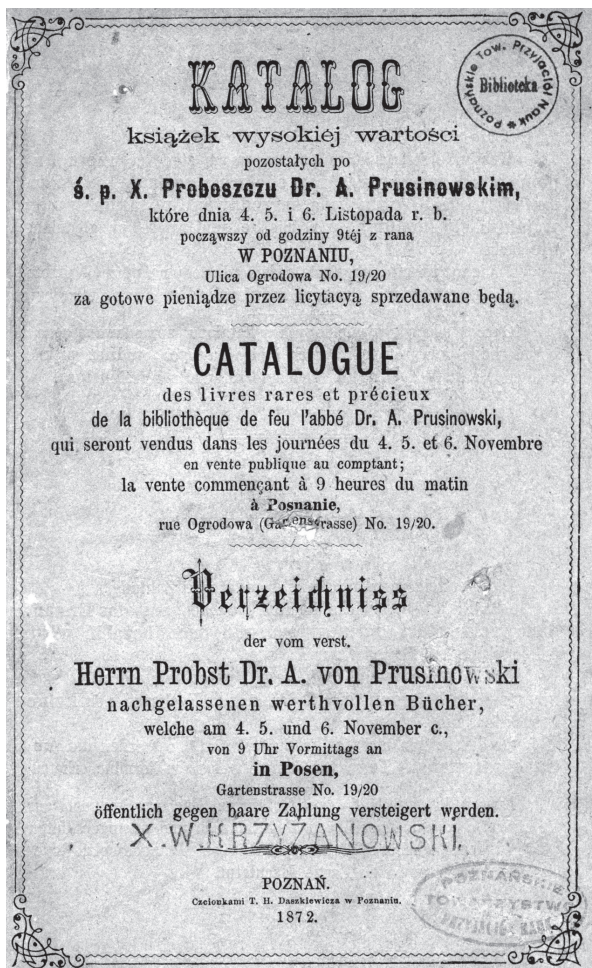 KATALOG
książek wysokiéj wartości
pozostałych po
ś. p. X. Proboszczu Dr. A. Prusinowskim,
które dnia 4. 5. i 6. Listopada r. b.
począwszy od godziny 9téj z rana
W POZNANIU,
Ulica Ogrodowa No. 19/20
za gotowe pieniądze przez licytacyą sprzedawane będą.
Poznańskie Tow. Przyjaciół Nauk
Biblioteka
CATALOGUE
des livres rares et précieux
de la bibliothèque de feu l'abbé Dr. A. Prusinowski,
qui seront vendus dans les journées du 4. 5. et 6. Novembre
en vente publique au comptant;
la vente commençant à 9 heures du matin
à Posnanie,
rue Ogrodowa (Gartenstrasse) No. 19/20.
Verzeichniss
der vom verst.
Herrn Probst Dr. A. von Prusinowski
nachgelassenen werthvollen Bücher,
welche am 4. 5. und 6. November c.,
von 9 Uhr Vormittags an
in Posen,
Gartenstrasse No. 19/20
öffentlich gegen baare Zahlung versteigert werden.
X. W KRZYŻANOWSKI.
POZNAŃ.
Czcionkami T. H. Daszkiewicza w Poznaniu.
1872.
POZNAŃSKIE
TOWARZYSTWO